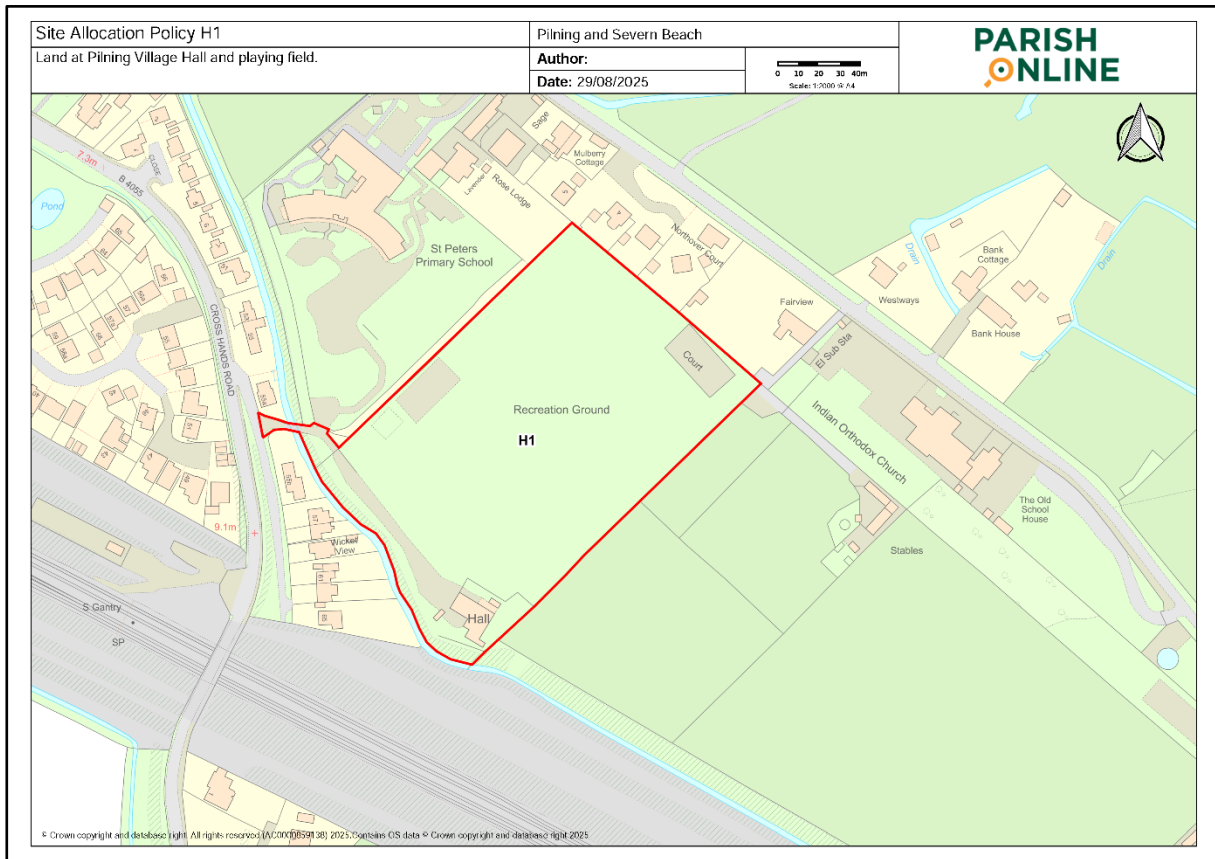 Site Allocation Policy H1
Land at Pilning Village Hall and playing field.
Pilning and Severn Beach
Author:
Date: 29/08/2025
0 10 20 30 40m
Scale: 1:2000 @ A4
PARISH
ONLINE
7.3m
B 4055
CLOSE
Pond
CROSS HANDS ROAD
St Peters
Primary School
Lavender
Rose Lodge
Sage
Mulberry
Cottage
5
4
Northover Court
Fairview
Westways
Drain
Bank
Cottage
Bank House
Drain
El Sub Sta
Court
Recreation Ground
H1
Indian Orthodox Church
The Old
School
House
Stables
9.1m
57
Wicket
View
61
Hall
S Gantry
SP
© Crown copyright and database right. All rights reserved (AC0000859138) 2025. Contains OS data © Crown copyright and database right 2025